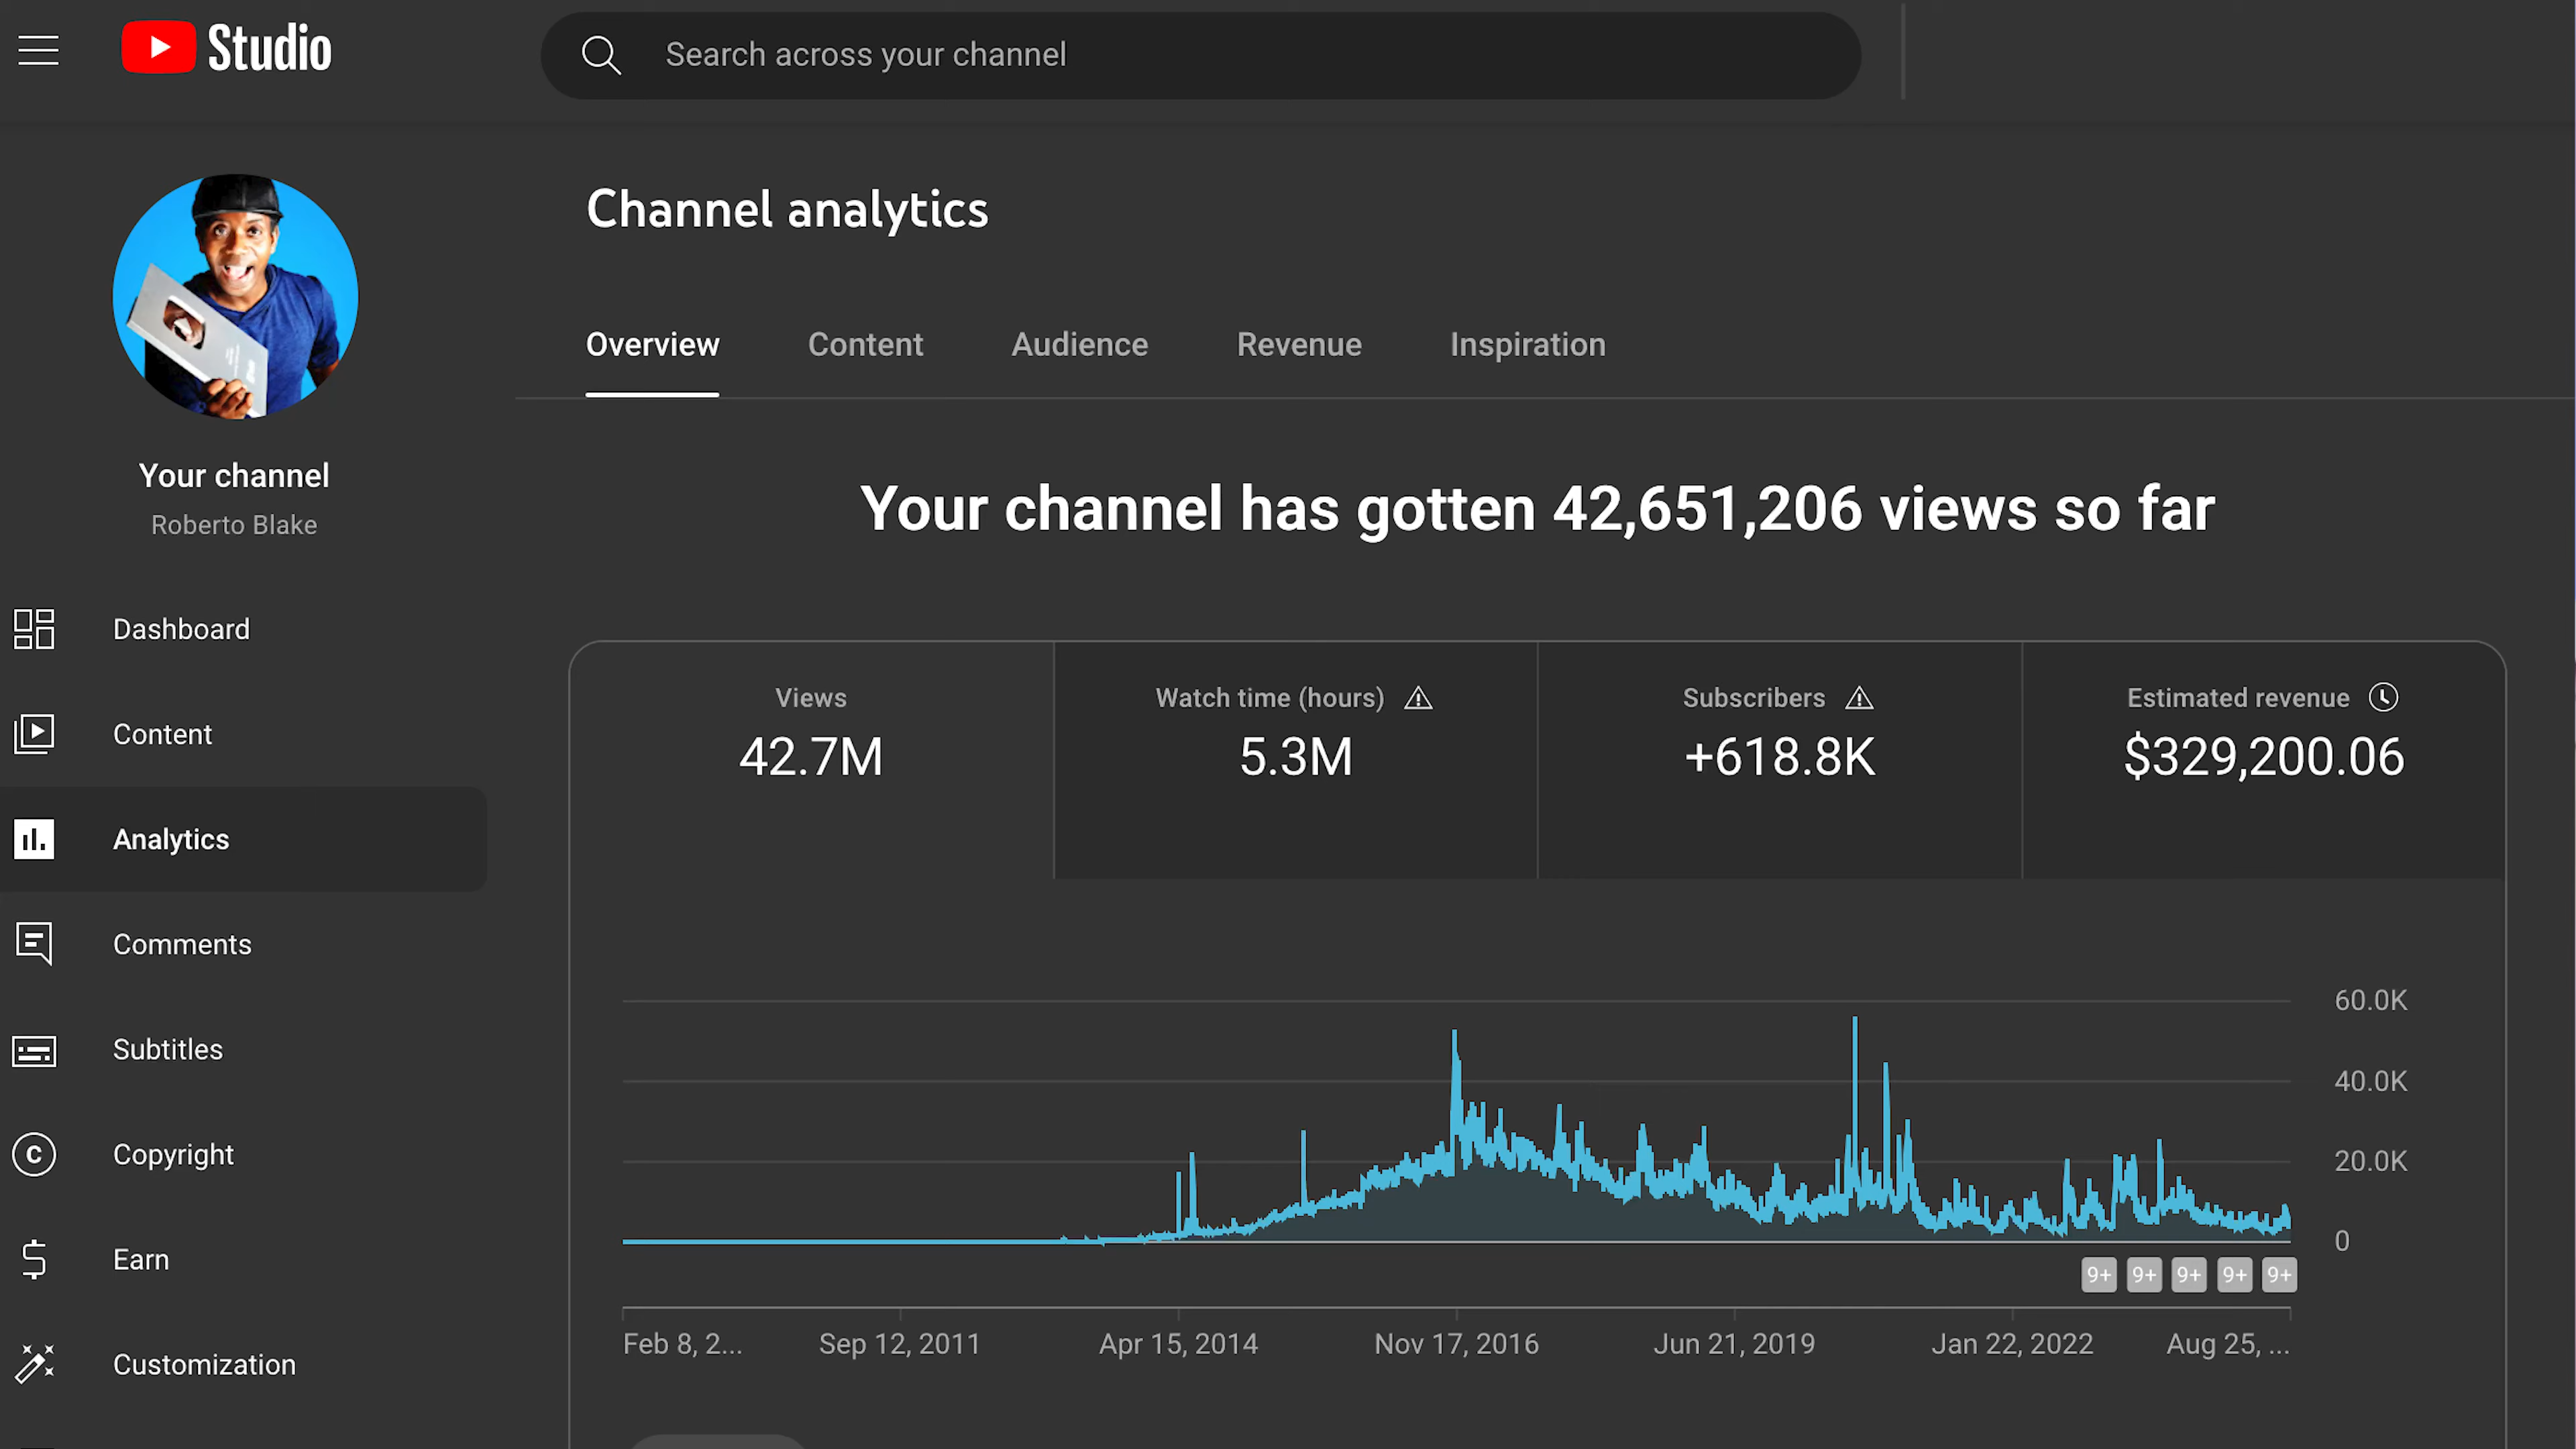 Studio
Search across your channel
Channel analytics
Overview Content Audience Revenue Inspiration
Your channel
Roberto Blake
Your channel has gotten 42,651,206 views so far
Dashboard
Content
Analytics
Comments
Subtitles
Copyright
Earn
Customization
Views
42.7M
Watch time (hours)
5.3M
Subscribers
+618.8K
Estimated revenue
$329,200.06
60.0K
40.0K
20.0K
0
9+ 9+ 9+ 9+ 9+
Feb 8, 2... Sep 12, 2011 Apr 15, 2014 Nov 17, 2016 Jun 21, 2019 Jan 22, 2022 Aug 25, ...